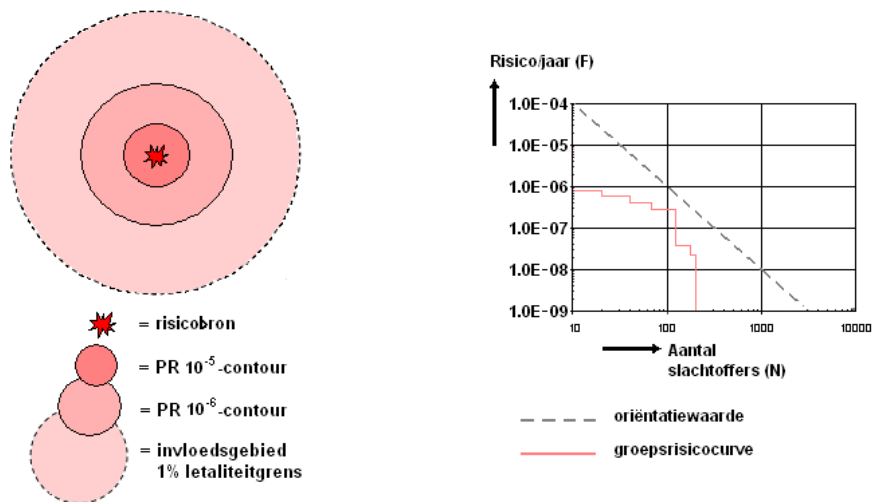 = risicobron
= PR 10⁻⁵-contour
= PR 10⁻⁶-contour
= invloedsgebied
1% letaliteitgrens
Risico/jaar (F)
1.0E-04
1.0E-05
1.0E-06
1.0E-07
1.0E-08
1.0E-09
10
100
1000
10000
Aantal
slachtoffers (N)
oriëntatiewaarde
groepsrisicocurve